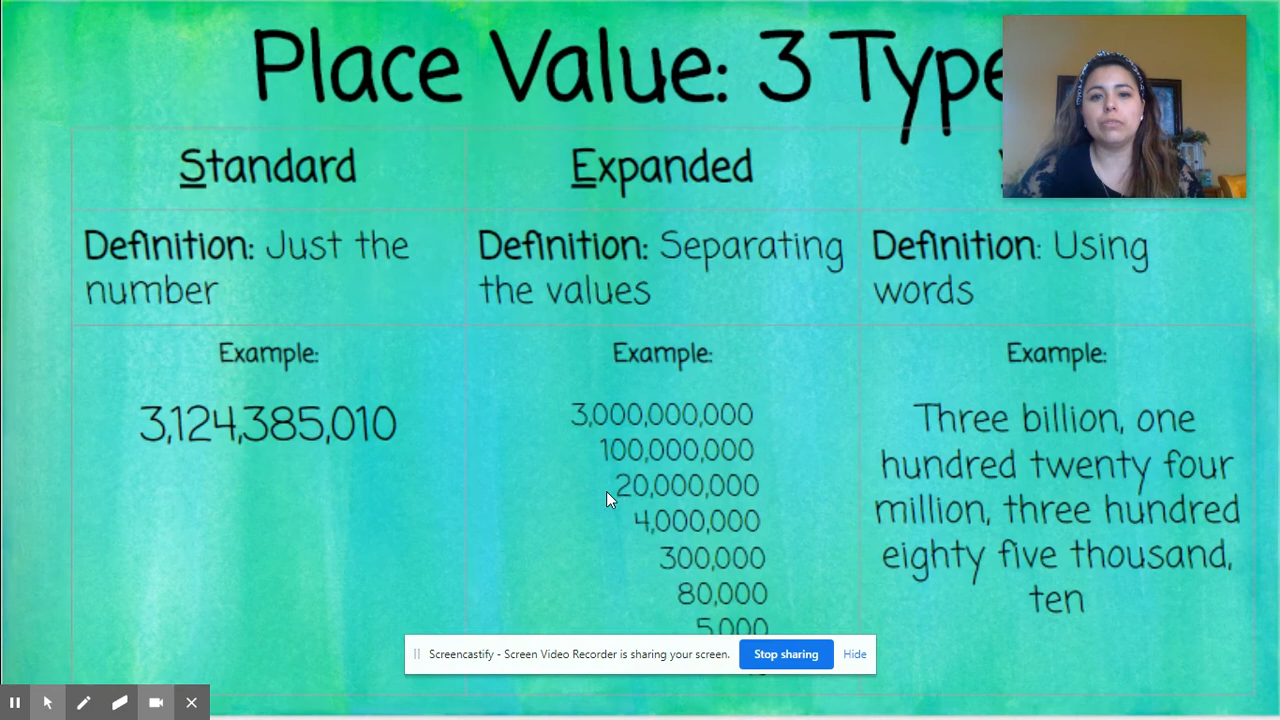 Place Value: 3 Type
Standard
Expanded
Definition: Just the
number
Definition: Separating
the values
Definition: Using
words
Example:
3,124,385,010
Example:
3,000,000,000
100,000,000
20,000,000
4,000,000
300,000
80,000
5,000
Example:
Three billion, one
hundred twenty four
million, three hundred
eighty five thousand,
ten
Screencastify - Screen Video Recorder is sharing your screen.
Stop sharing
Hide